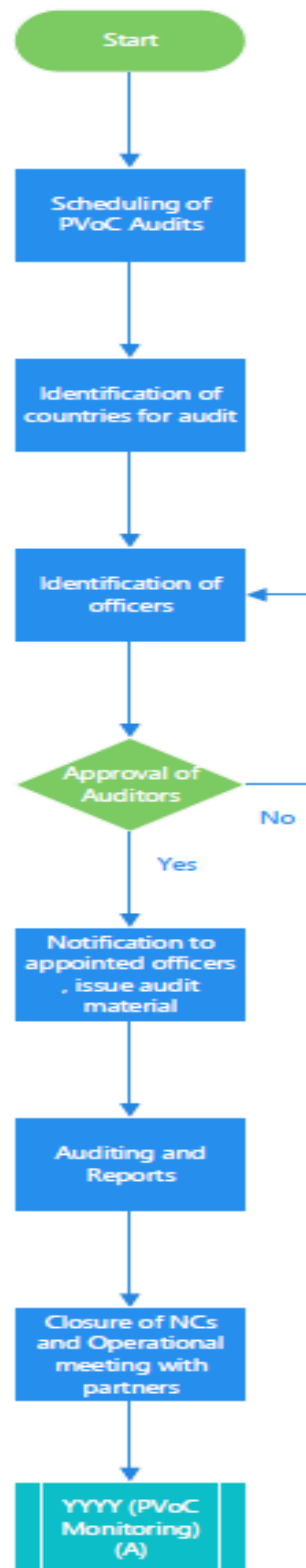 Start
Scheduling of
PVoC Audits
Identification of
countries for audit
Identification of
officers
Approval of
Auditors
No
Yes
Notification to
appointed officers
, issue audit
material
Auditing and
Reports
Closure of NCs
and Operational
meeting with
partners
YYYY (PVoC
Monitoring)
(A)